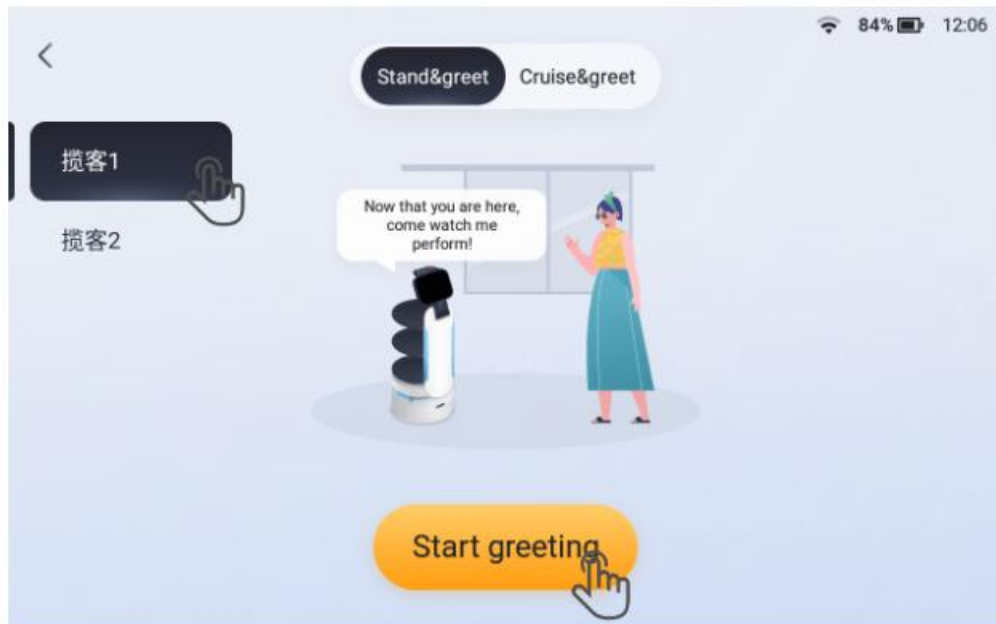 84% 12:06
Stand&greet Cruise&greet
揽客1
揽客2
Now that you are here,
come watch me
perform!
Start greeting